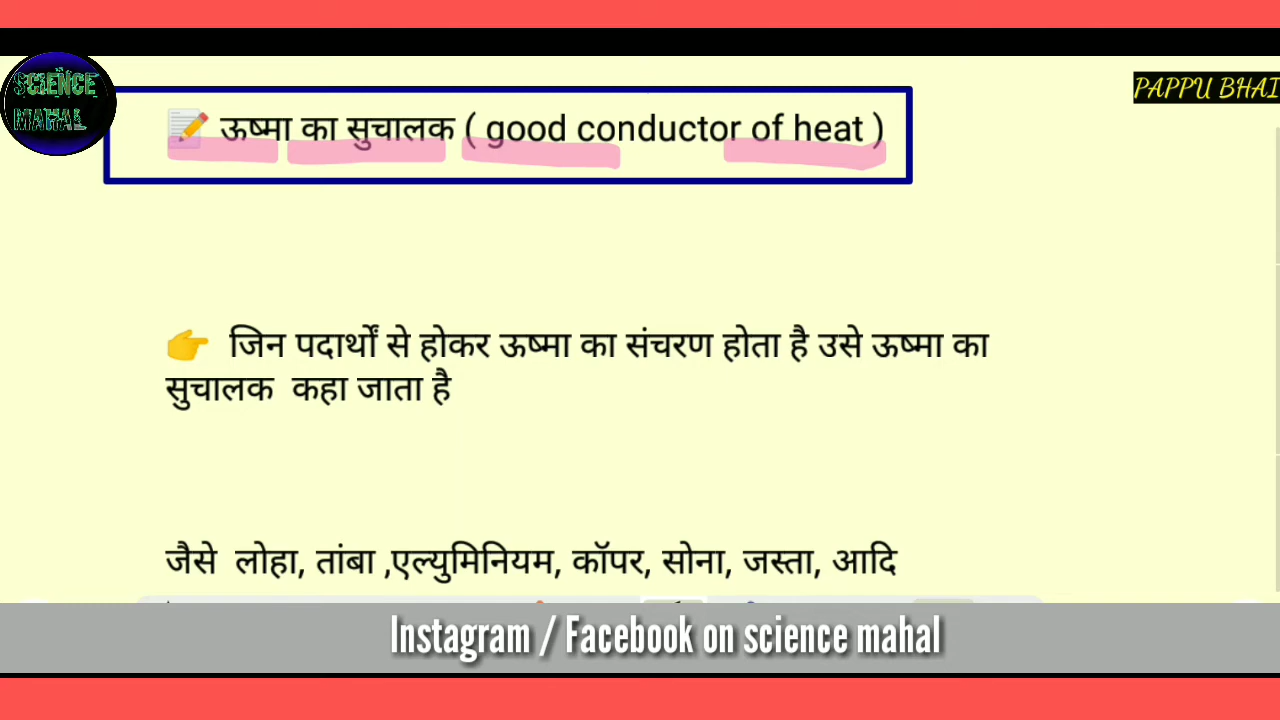 SCIENCE
MAHAL
PAPPU BHAI
📝 ऊष्मा का सुचालक ( good conductor of heat )
👉 जिन पदार्थों से होकर ऊष्मा का संचरण होता है उसे ऊष्मा का
सुचालक कहा जाता है
जैसे लोहा, तांबा ,एल्युमिनियम, कॉपर, सोना, जस्ता, आदि
Instagram / Facebook on science mahal